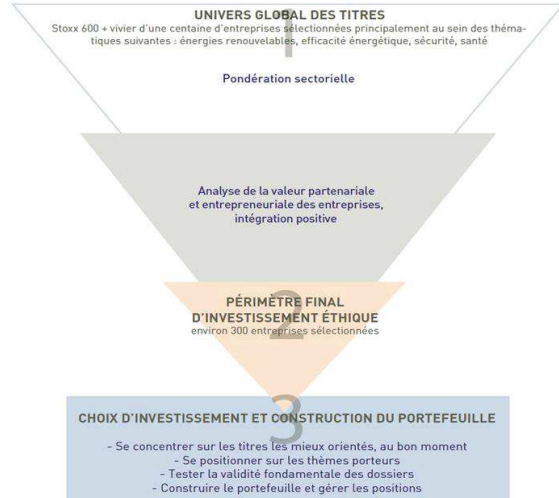 UNIVERS GLOBAL DES TITRES
1
Stoxx 600 + vivier d'une centaine d'entreprises sélectionnées principalement au sein des théma-
tiques suivantes : énergies renouvelables, efficacité énergétique, sécurité, santé
Pondération sectorielle
Analyse de la valeur partenariale
et entrepreneuriale des entreprises,
intégration positive
2
PÉRIMÈTRE FINAL
D'INVESTISSEMENT ÉTHIQUE
environ 300 entreprises sélectionnées
3
CHOIX D'INVESTISSEMENT ET CONSTRUCTION DU PORTEFEUILLE
- Se concentrer sur les titres les mieux orientés, au bon moment
- Se positionner sur les thèmes porteurs
- Tester la validité fondamentale des dossiers
- Construire le portefeuille et gérer les positions